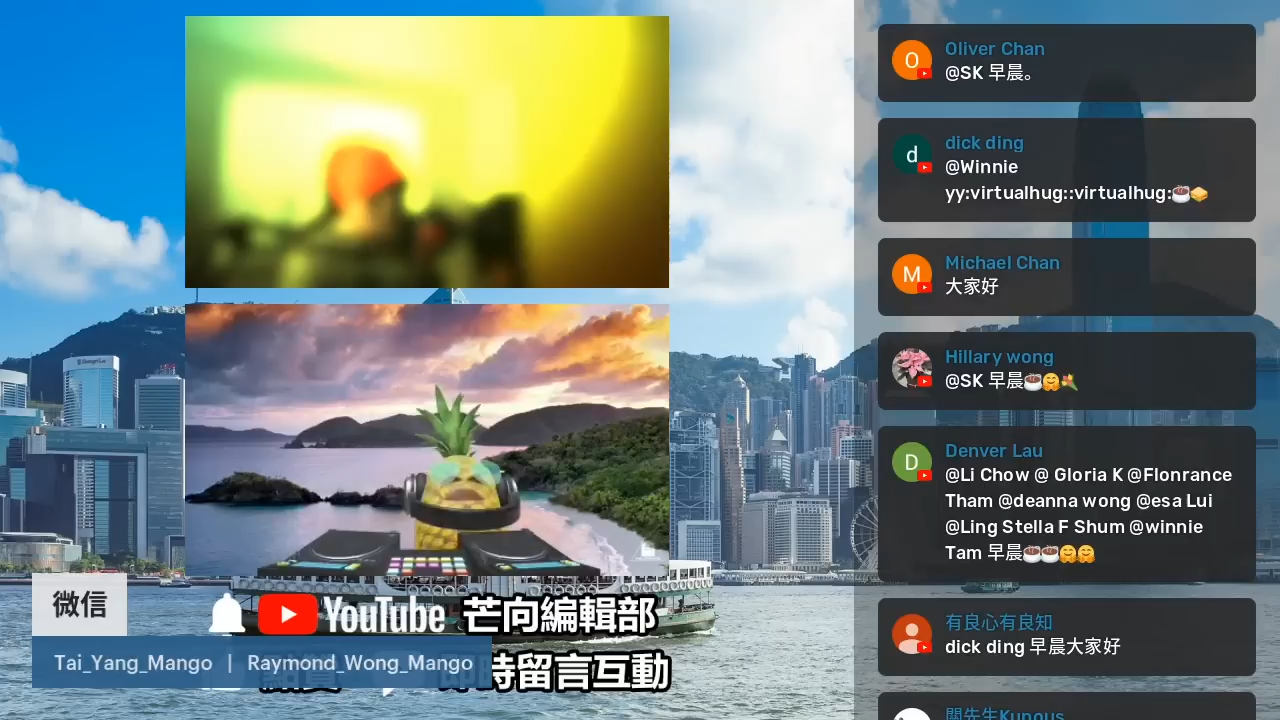 YouTube 芒向編輯部
即時留言互動
微信
Tai_Yang_Mango | Raymond_Wong_Mango
Oliver Chan
@SK 早晨。
dick ding
@Winnie
yy:virtualhug::virtualhug:☕🧇
Michael Chan
大家好
Hillary wong
@SK 早晨☕🤗💐
Denver Lau
@Li Chow @ Gloria K @Flonrance
Tham @deanna wong @esa Lui
@Ling Stella F Shum @winnie
Tam 早晨☕☕🤗🤗
有良心有良知
dick ding 早晨大家好